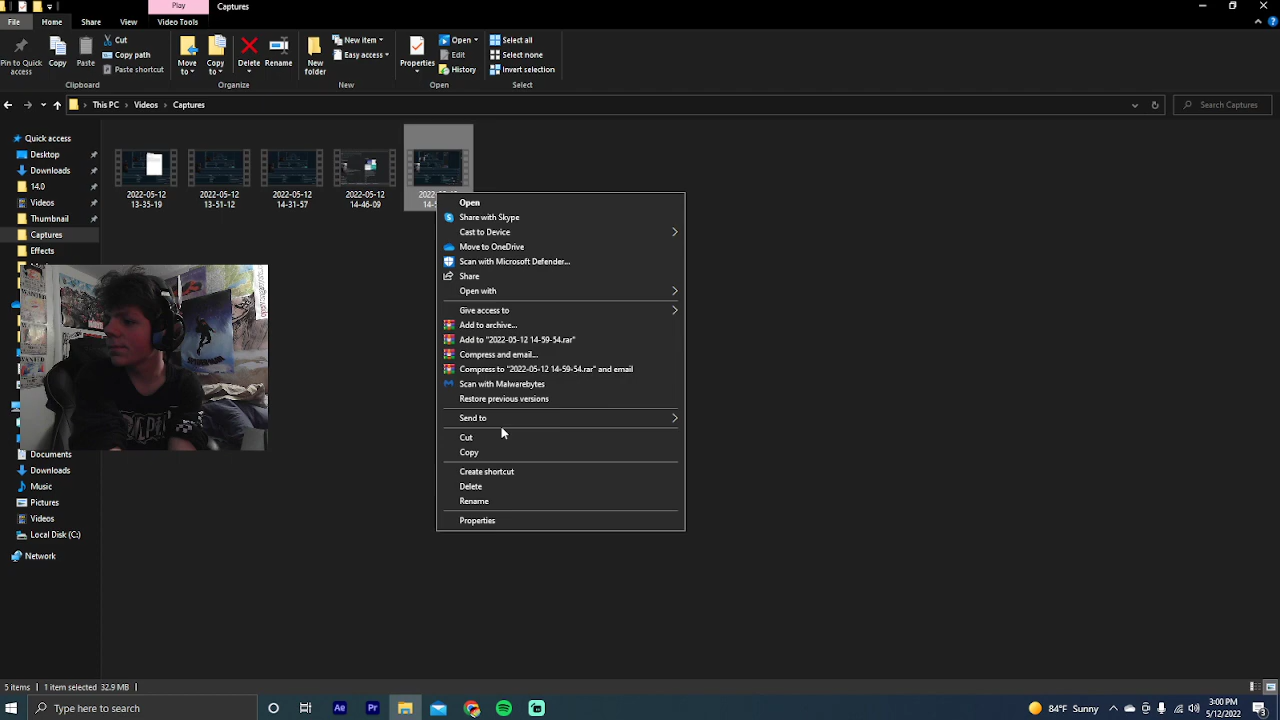 Play
Captures
File
Home
Share
View
Video Tools
Pin to Quick access
Copy
Paste
Cut
Copy path
Paste shortcut
Clipboard
Move to
Copy to
Delete
Rename
Organize
New folder
New item
Easy access
New
Properties
Open
Edit
History
Open
Select all
Select none
Invert selection
Select
This PC
Videos
Captures
Search Captures
Quick access
Desktop
Downloads
14.0
Videos
Thumbnail
Captures
Effects
Documents
Downloads
Music
Pictures
Videos
Local Disk (C:)
Network
2022-05-12
13-35-19
2022-05-12
13-51-12
2022-05-12
14-31-57
2022-05-12
14-46-09
Open
Share with Skype
Cast to Device
Move to OneDrive
Scan with Microsoft Defender...
Share
Open with
Give access to
Add to archive...
Add to "2022-05-12 14-59-54.rar"
Compress and email...
Compress to "2022-05-12 14-59-54.rar" and email
Scan with Malwarebytes
Restore previous versions
Send to
Cut
Copy
Create shortcut
Delete
Rename
Properties
5 items
1 item selected 32.9 MB
Type here to search
Ae
Pr
84°F Sunny
3:00 PM
5/12/2022
3